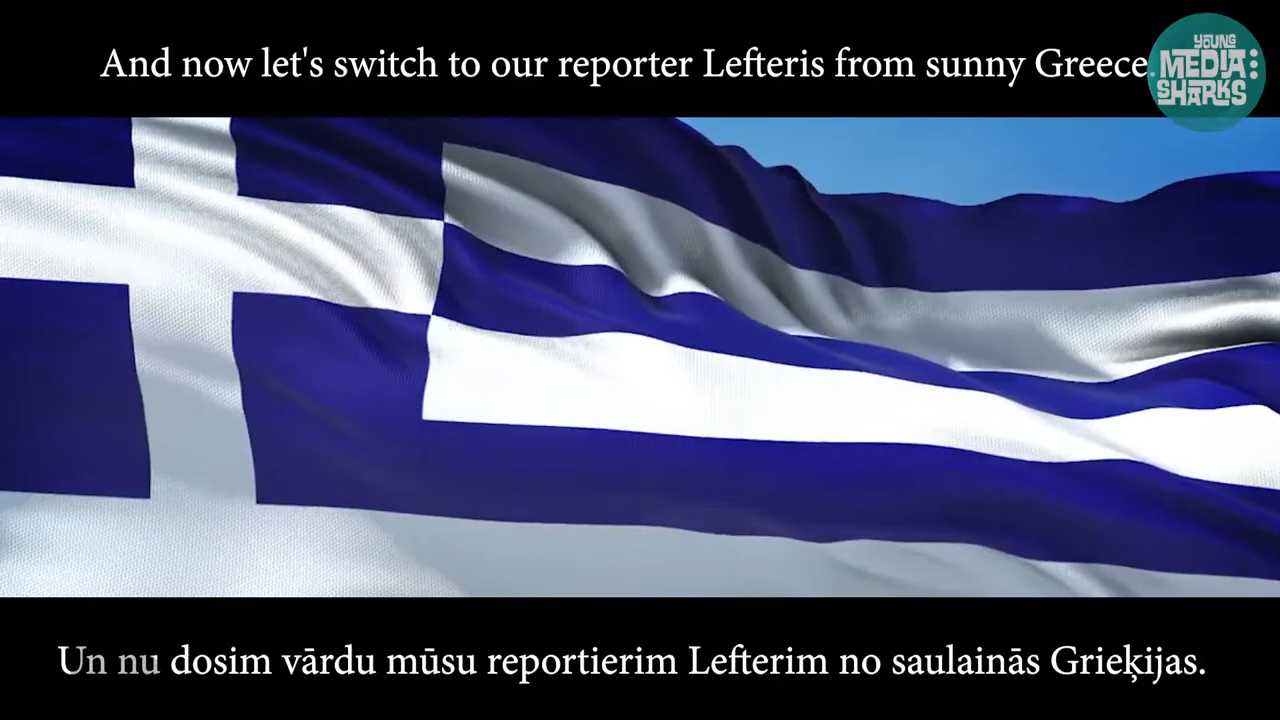 And now let's switch to our reporter Lefteris from sunny Greece.
YOUNG
MEDIA
SHARKS
Un nu dosim vārdu mūsu reportierim Lefterim no saulainās Grieķijas.